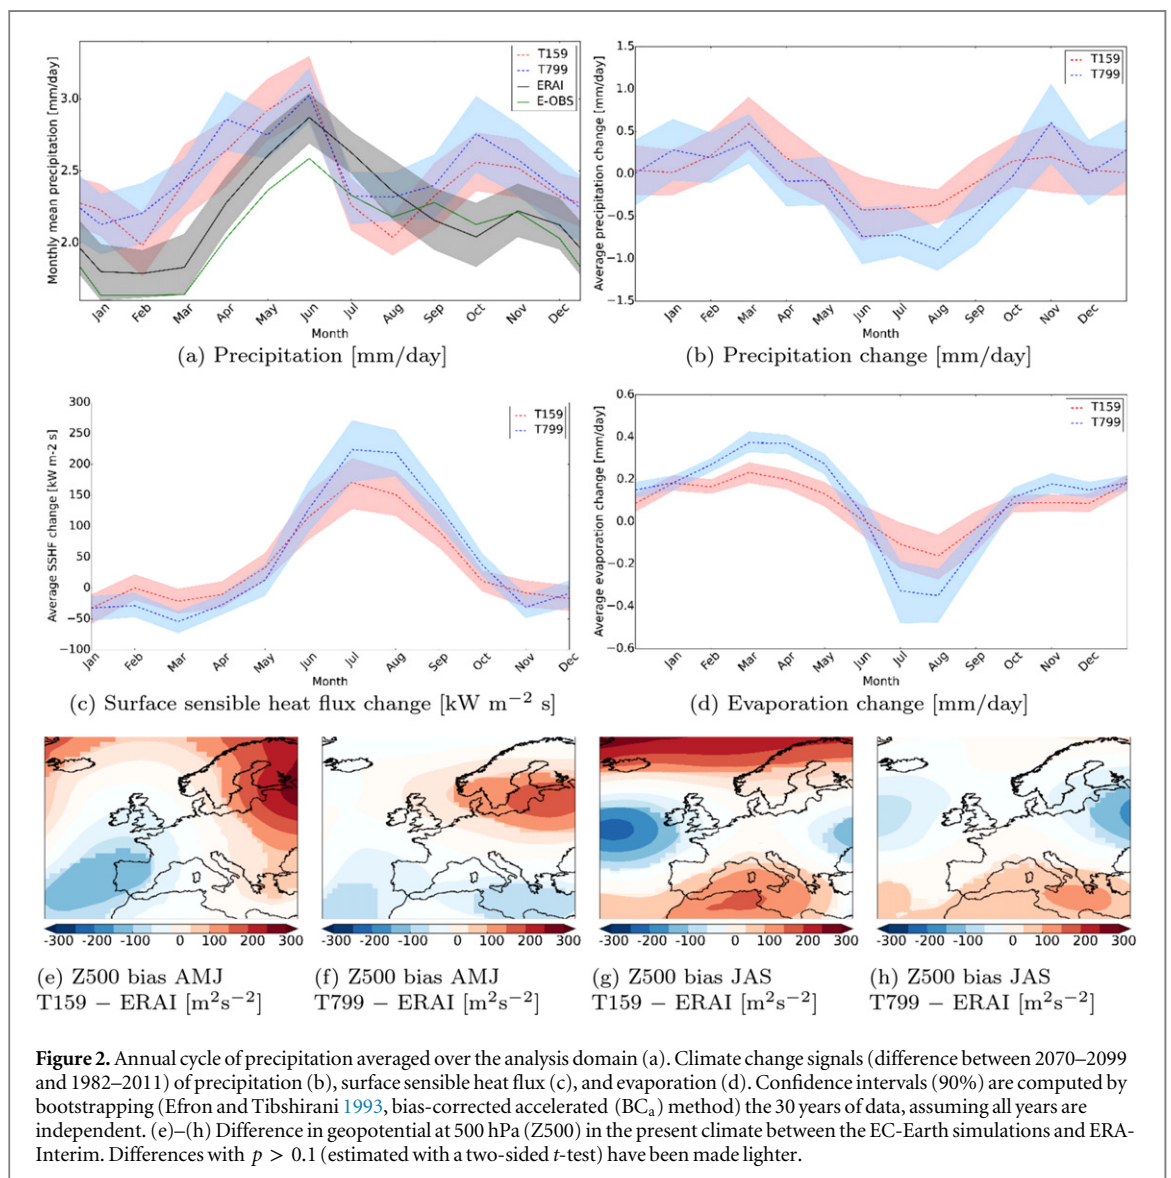 Monthly mean precipitation [mm/day]
3.0
2.5
2.0
T159
T799
ERAI
E-OBS
Jan Feb Mar Apr May Jun Jul Aug Sep Oct Nov Dec
Month
(a) Precipitation [mm/day]
Average precipitation change [mm/day]
1.5
1.0
0.5
0.0
−0.5
−1.0
−1.5
T159
T799
Jan Feb Mar Apr May Jun Jul Aug Sep Oct Nov Dec
Month
(b) Precipitation change [mm/day]
Average SSHF change [kW m-2 s]
300
250
200
150
100
50
0
−50
−100
T159
T799
Jan Feb Mar Apr May Jun Jul Aug Sep Oct Nov Dec
Month
(c) Surface sensible heat flux change [kW m−2 s]
Average evaporation change [mm/day]
0.6
0.4
0.2
0.0
−0.2
−0.4
−0.6
T159
T799
Jan Feb Mar Apr May Jun Jul Aug Sep Oct Nov Dec
Month
(d) Evaporation change [mm/day]
-300 -200 -100 0 100 200 300
(e) Z500 bias AMJ
T159 − ERAI [m²s−²]
-300 -200 -100 0 100 200 300
(f) Z500 bias AMJ
T799 − ERAI [m²s−²]
-300 -200 -100 0 100 200 300
(g) Z500 bias JAS
T159 − ERAI [m²s−²]
-300 -200 -100 0 100 200 300
(h) Z500 bias JAS
T799 − ERAI [m²s−²]
Figure 2. Annual cycle of precipitation averaged over the analysis domain (a). Climate change signals (difference between 2070–2099
and 1982–2011) of precipitation (b), surface sensible heat flux (c), and evaporation (d). Confidence intervals (90%) are computed by
bootstrapping (Efron and Tibshirani 1993, bias-corrected accelerated (BCa) method) the 30 years of data, assuming all years are
independent. (e)–(h) Difference in geopotential at 500 hPa (Z500) in the present climate between the EC-Earth simulations and ERA-
Interim. Differences with p > 0.1 (estimated with a two-sided t-test) have been made lighter.